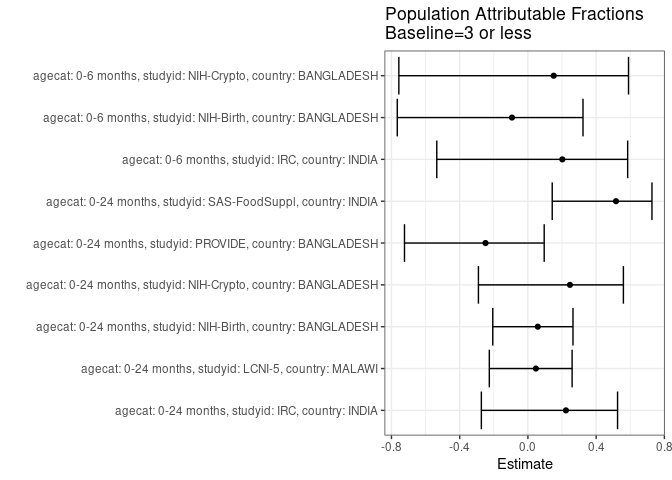 Population Attributable Fractions
Baseline=3 or less
agecat: 0-6 months, studyid: NIH-Crypto, country: BANGLADESH
agecat: 0-6 months, studyid: NIH-Birth, country: BANGLADESH
agecat: 0-6 months, studyid: IRC, country: INDIA
agecat: 0-24 months, studyid: SAS-FoodSuppl, country: INDIA
agecat: 0-24 months, studyid: PROVIDE, country: BANGLADESH
agecat: 0-24 months, studyid: NIH-Crypto, country: BANGLADESH
agecat: 0-24 months, studyid: NIH-Birth, country: BANGLADESH
agecat: 0-24 months, studyid: LCNI-5, country: MALAWI
agecat: 0-24 months, studyid: IRC, country: INDIA
-0.8 -0.4 0.0 0.4 0.8
Estimate